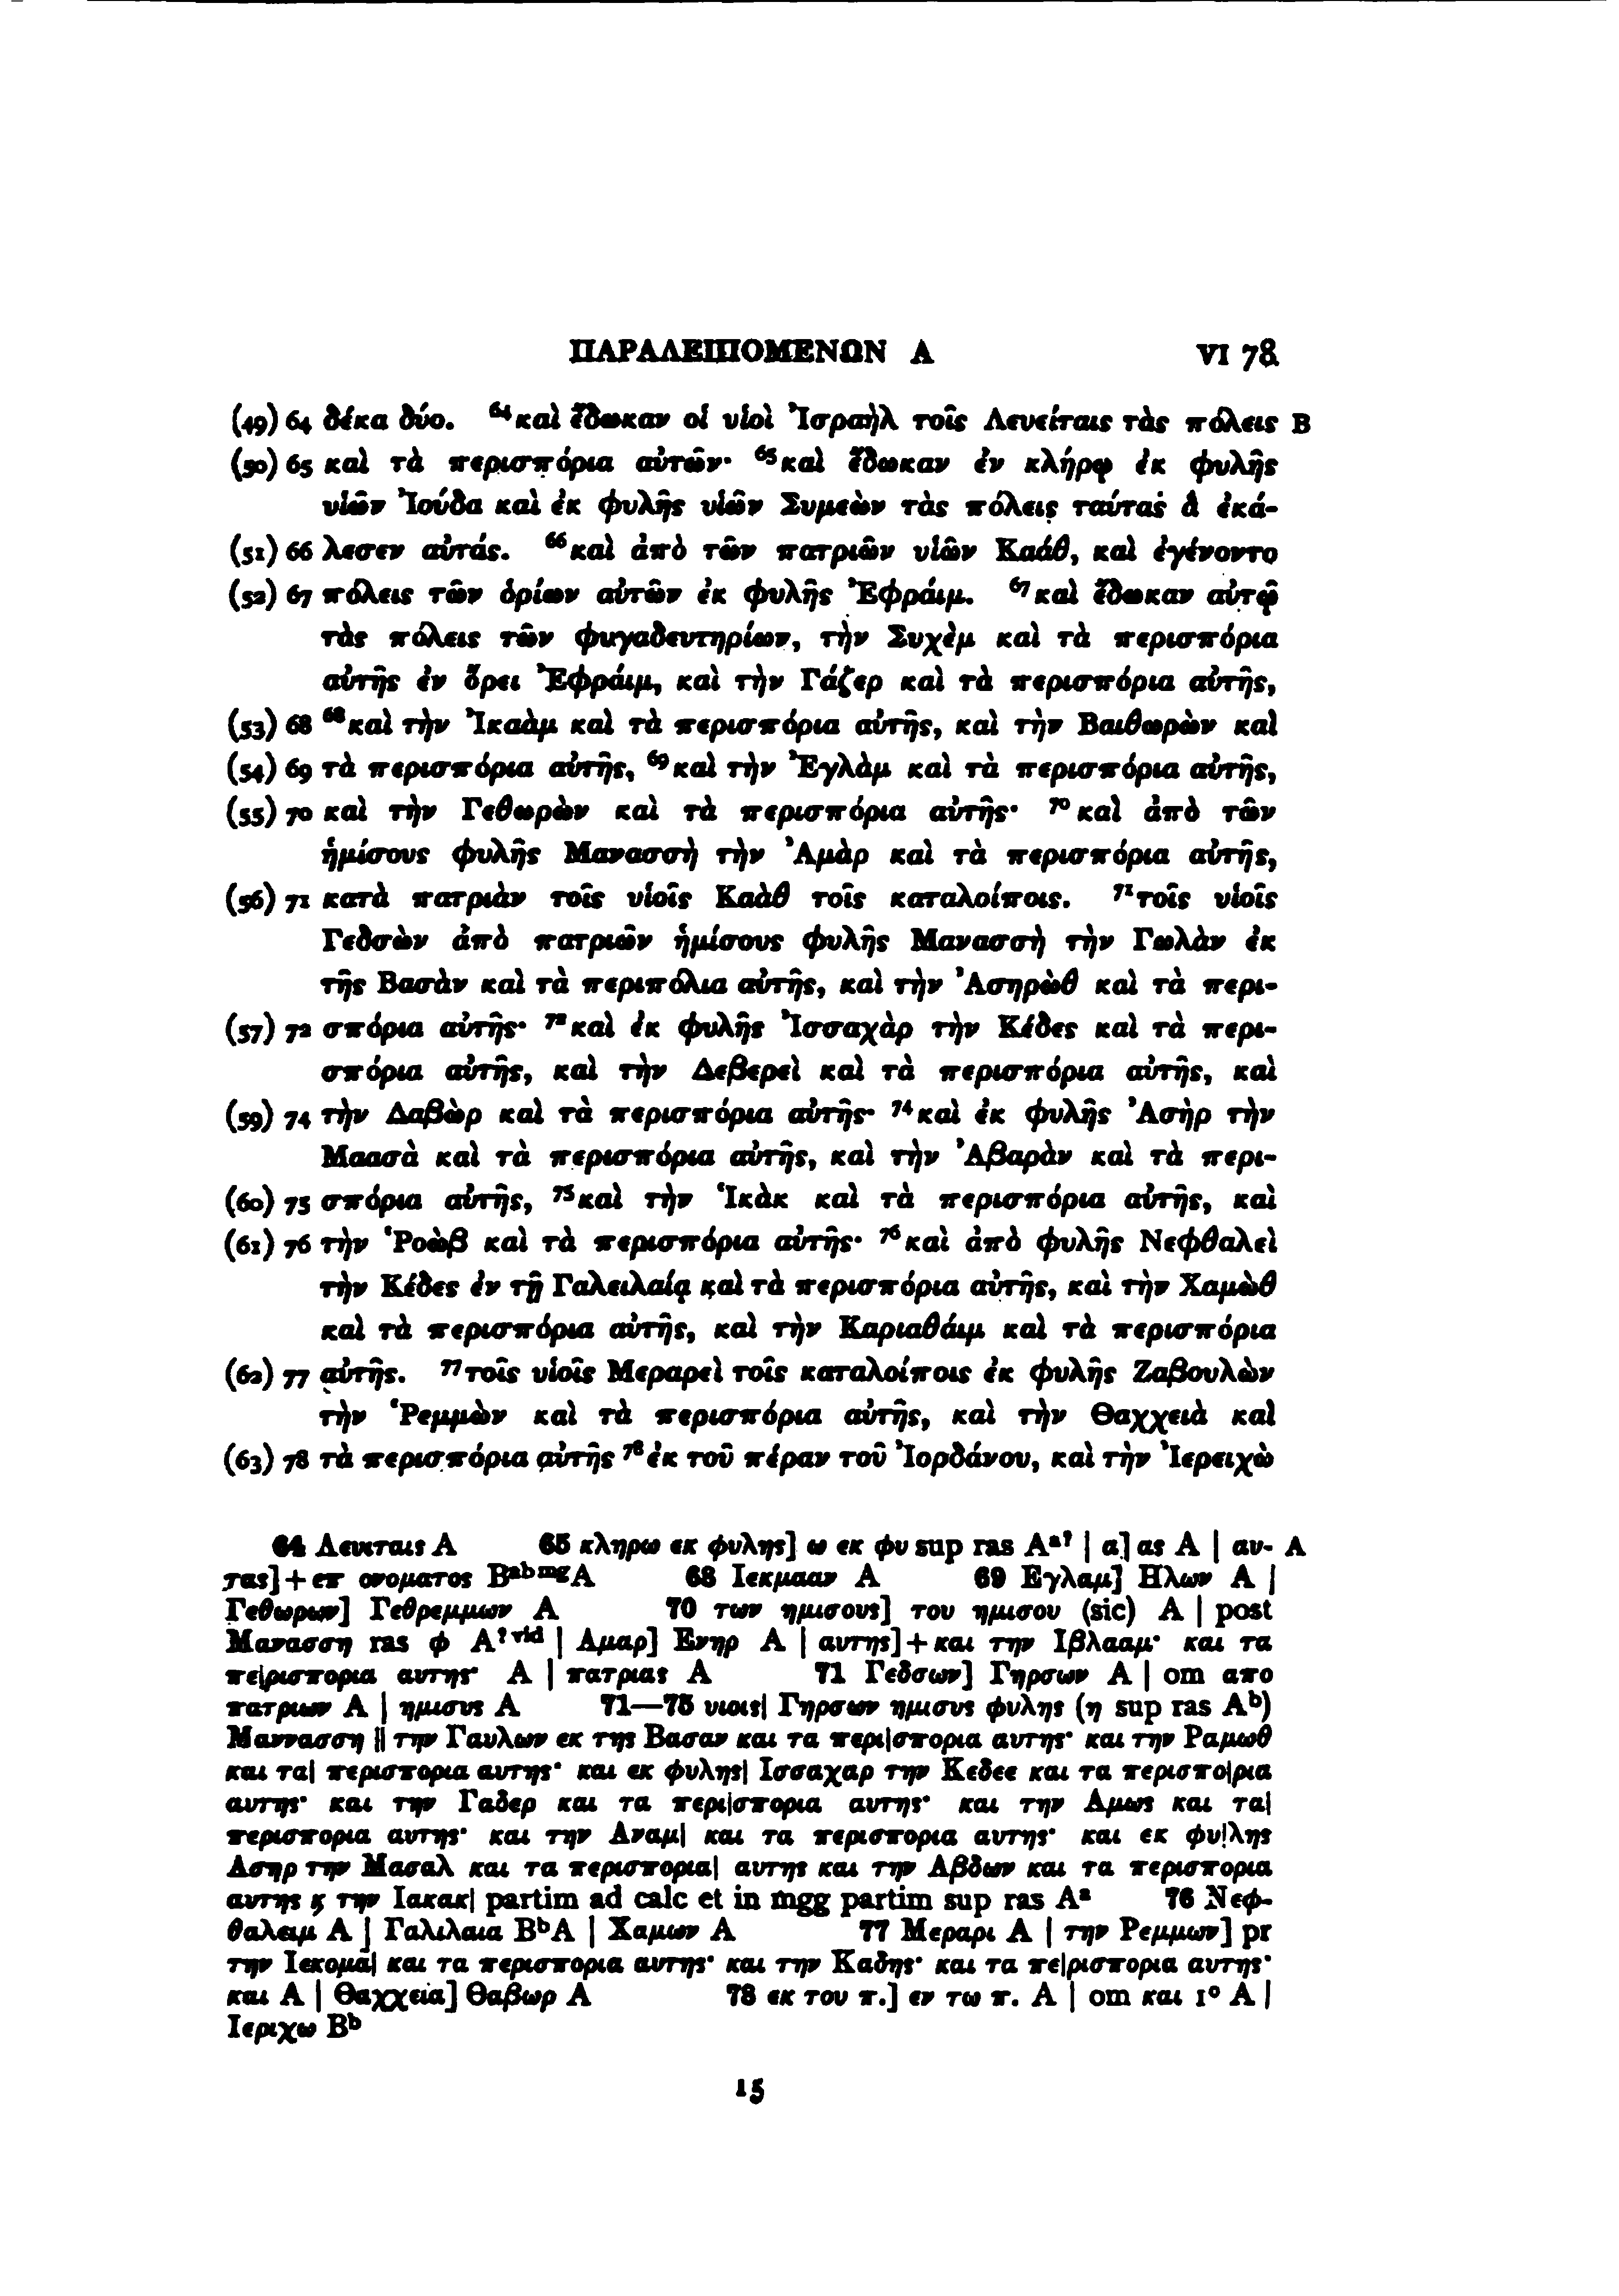 ΠΑΡΑΛΕΙΠΟΜΕΝΩΝ Α VI 78
(49) 64 δέκα δύο. ⁶⁴καὶ ἔδωκαν οἱ υἱοὶ Ἰσραὴλ τοῖς Λευείταις τὰς πόλεις B
(50) 65 καὶ τὰ περισπόρια αὐτῶν· ⁶⁵καὶ ἔδωκαν ἐν κλήρῳ ἐκ φυλῆς
υἱῶν Ἰούδα καὶ ἐκ φυλῆς υἱῶν Συμεὼν τὰς πόλεις ταύτας ἃ ἐκά-
(51) 66 λεσεν αὐτάς. ⁶⁶καὶ ἀπὸ τῶν πατριῶν υἱῶν Καάθ, καὶ ἐγένοντο
(52) 67 πόλεις τῶν ὁρίων αὐτῶν ἐκ φυλῆς Ἐφράιμ. ⁶⁷καὶ ἔδωκαν αὐτῷ
τὰς πόλεις τῶν φυγαδευτηρίων, τὴν Συχὲμ καὶ τὰ περισπόρια
αὐτῆς ἐν ὄρει Ἐφράιμ, καὶ τὴν Γάζερ καὶ τὰ περισπόρια αὐτῆς,
(53) 68 ⁶⁸καὶ τὴν Ἰκαὰμ καὶ τὰ περισπόρια αὐτῆς, καὶ τὴν Βαιθωρὼν καὶ
(54) 69 τὰ περισπόρια αὐτῆς, ⁶⁹καὶ τὴν Ἐγλὰμ καὶ τὰ περισπόρια αὐτῆς,
(55) 70 καὶ τὴν Γεθωρὼν καὶ τὰ περισπόρια αὐτῆς· ⁷⁰καὶ ἀπὸ τῶν
ἡμίσους φυλῆς Μανασσὴ τὴν Ἀμὰρ καὶ τὰ περισπόρια αὐτῆς,
(56) 71 κατὰ πατριὰν τοῖς υἱοῖς Καὰθ τοῖς καταλοίποις. ⁷¹τοῖς υἱοῖς
Γεδσὼν ἀπὸ πατριῶν ἡμίσους φυλῆς Μανασσὴ τὴν Γωλὰν ἐκ
τῆς Βασὰν καὶ τὰ περιπόλια αὐτῆς, καὶ τὴν Ἀσηρὼθ καὶ τὰ περι-
(57) 72 σπόρια αὐτῆς· ⁷²καὶ ἐκ φυλῆς Ἰσσαχὰρ τὴν Κέδες καὶ τὰ περι-
σπόρια αὐτῆς, καὶ τὴν Δεβερεὶ καὶ τὰ περισπόρια αὐτῆς, καὶ
(59) 74 τὴν Δαβὼρ καὶ τὰ περισπόρια αὐτῆς· ⁷⁴καὶ ἐκ φυλῆς Ἀσὴρ τὴν
Μαασὰ καὶ τὰ περισπόρια αὐτῆς, καὶ τὴν Ἀβαρὰν καὶ τὰ περι-
(60) 75 σπόρια αὐτῆς, ⁷⁵καὶ τὴν Ἱκὰκ καὶ τὰ περισπόρια αὐτῆς, καὶ
(61) 76 τὴν Ῥοὼβ καὶ τὰ περισπόρια αὐτῆς· ⁷⁶καὶ ἀπὸ φυλῆς Νεφθαλεὶ
τὴν Κέδες ἐν τῇ Γαλειλαίᾳ καὶ τὰ περισπόρια αὐτῆς, καὶ τὴν Χαμὼθ
καὶ τὰ περισπόρια αὐτῆς, καὶ τὴν Καριαθάιμ καὶ τὰ περισπόρια
(62) 77 αὐτῆς. ⁷⁷τοῖς υἱοῖς Μεραρεὶ τοῖς καταλοίποις ἐκ φυλῆς Ζαβουλὼν
τὴν Ῥεμμὼν καὶ τὰ περισπόρια αὐτῆς, καὶ τὴν Θαχχειὰ καὶ
(63) 78 τὰ περισπόρια αὐτῆς ⁷⁸ἐκ τοῦ πέραν τοῦ Ἰορδάνου, καὶ τὴν Ἰερειχὼ
64 Λευιταις A 65 κληρω εκ φυλης] ω εκ φυ sup ras Aᵃ? | α] ας A | αυ- A
τας]+επ ονοματος Bᵃᵇ ᵐᵍ A 68 Ιεκμααν A 69 Εγλαμ] Ηλων A |
Γεθωρων] Γεθρεμμων A 70 των ημισους] του ημισου (sic) A | post
Μανασση ras φ A? ᵛⁱᵈ | Αμαρ] Ενηρ A | αυτης]+και την Ιβλααμ· και τα
πε|ρισπορια αυτης· A | πατριας A 71 Γεδσων] Γηρσων A | om απο
πατριων A | ημισυς A 71—75 υιοις| Γηρσων ημισυς φυλης (η sup ras Aᵇ)
Μαννασση || την Γαυλων εκ της Βασαν και τα περι|σπορια αυτης· και την Ραμωθ
και τα| περισπορια αυτης· και εκ φυλης| Ισσαχαρ την Κεδεε και τα περισπο|ρια
αυτης· και την Γαδερ και τα περι|σπορια αυτης· και την Αμως και τα|
περισπορια αυτης· και την Αναμ| και τα περισπορια αυτης· και εκ φυ|λης
Ασηρ την Μασαλ και τα περισπορια| αυτης και την Αβδων και τα περισπορια
αυτης ϗ την Ιακακ| partim ad calc et in mgg partim sup ras Aᵃ 76 Νεφ-
θαλειμ A | Γαλιλαια BᵇA | Χαμων A 77 Μεραρι A | την Ρεμμων] pr
την Ιεκομα| και τα περισπορια αυτης· και την Καδης· και τα πε|ρισπορια αυτης·
και A | Θαχχεια] Θαβωρ A 78 εκ του π.] εν τω π. A | om και 1° A |
Ιεριχω Bᵇ
15